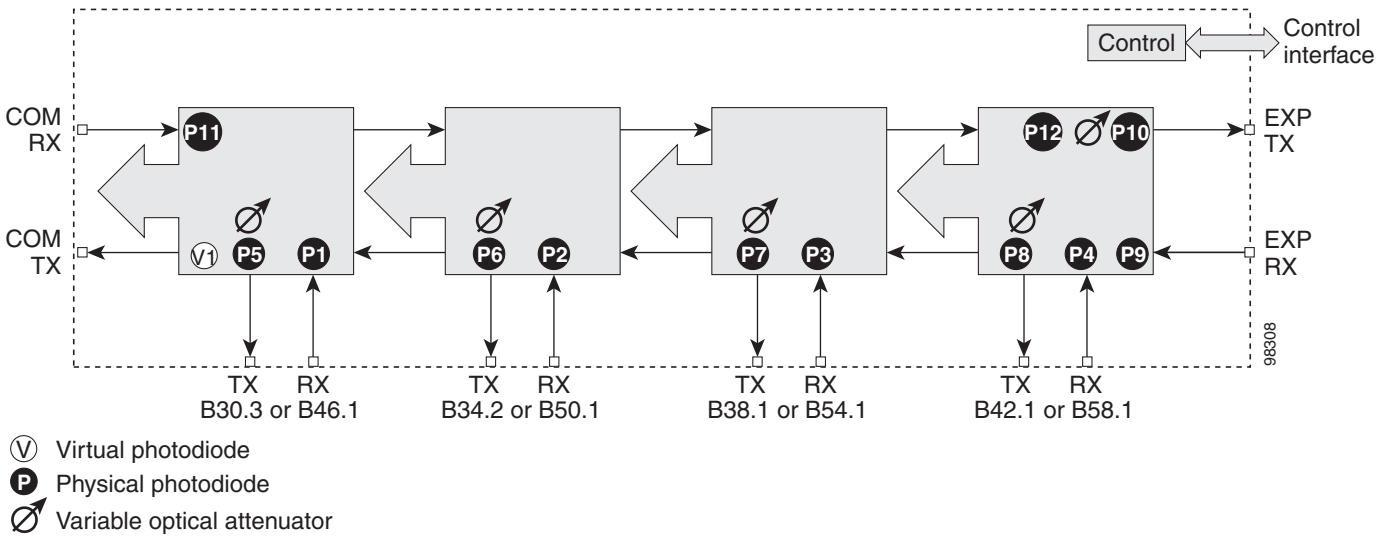 Control
Control
interface
COM
RX
P11
P12
P10
EXP
TX
COM
TX
V1
P5
P1
P6
P2
P7
P3
P8
P4
P9
EXP
RX
98308
TX RX
B30.3 or B46.1
TX RX
B34.2 or B50.1
TX RX
B38.1 or B54.1
TX RX
B42.1 or B58.1
V Virtual photodiode
P Physical photodiode
Variable optical attenuator